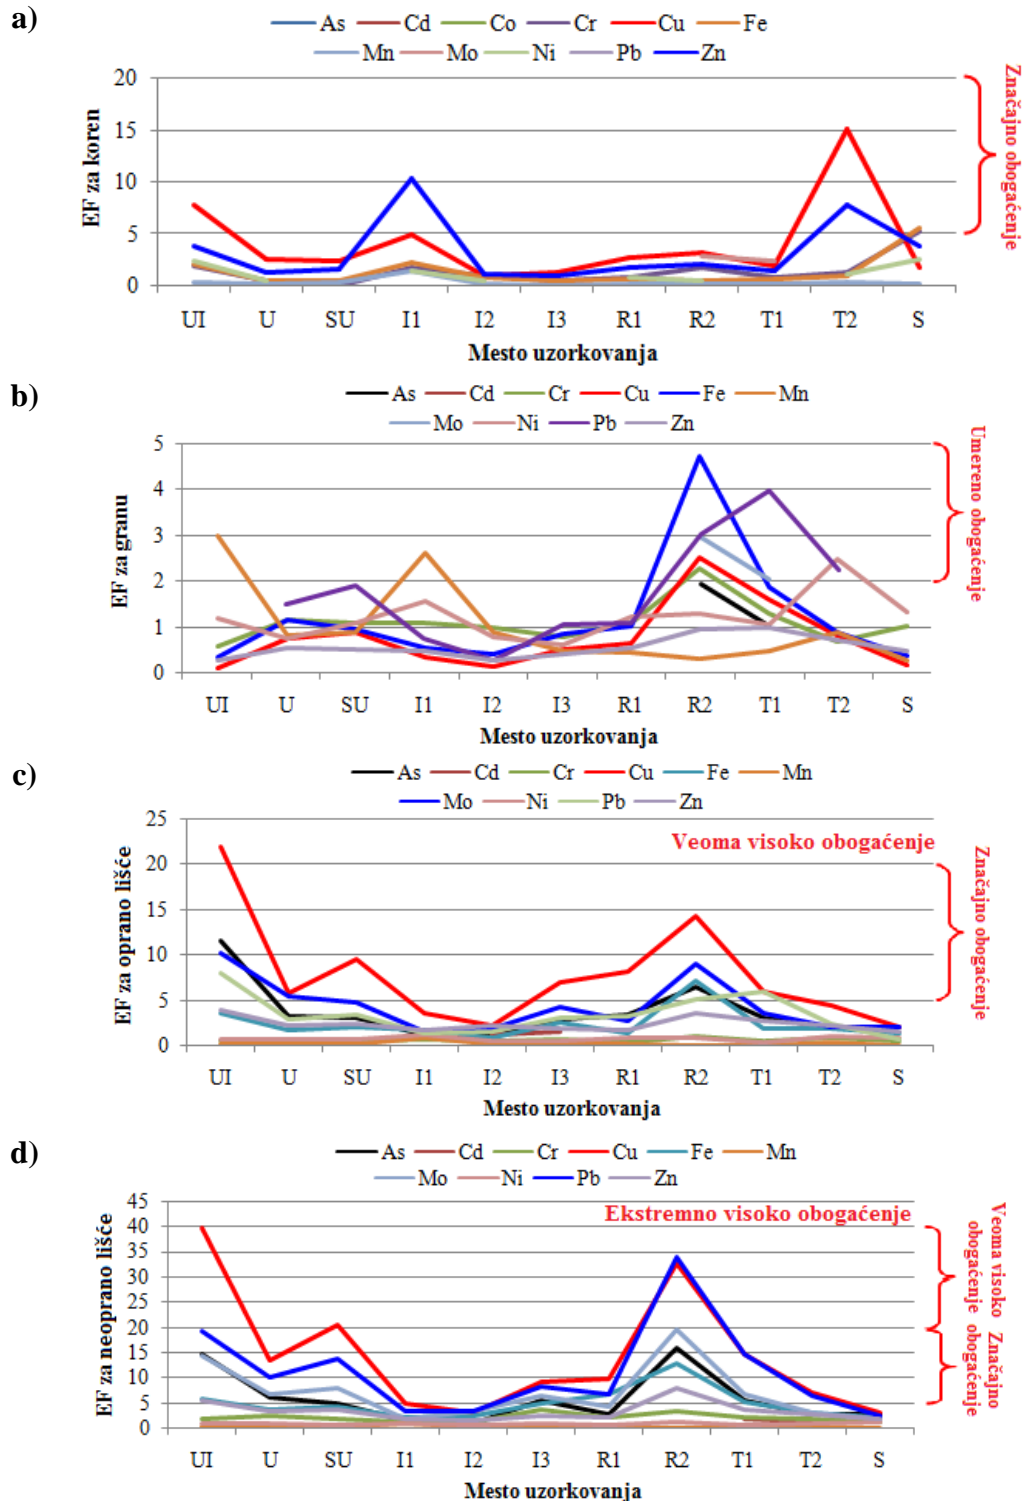 a)
As Cd Co Cr Cu Fe
Mn Mo Ni Pb Zn
20
15
10
5
0
EF za koren
UI U SU I1 I2 I3 R1 R2 T1 T2 S
Mesto uzorkovanja
Značajno obogaćenje
b)
As Cd Cr Cu Fe Mn
Mo Ni Pb Zn
5
4
3
2
1
0
EF za granu
UI U SU I1 I2 I3 R1 R2 T1 T2 S
Mesto uzorkovanja
Umereno obogaćenje
c)
As Cd Cr Cu Fe Mn
Mo Ni Pb Zn
25
20
15
10
5
0
EF za oprano lišće
Veoma visoko obogaćenje
UI U SU I1 I2 I3 R1 R2 T1 T2 S
Mesto uzorkovanja
Značajno obogaćenje
d)
As Cd Cr Cu Fe Mn
Mo Ni Pb Zn
45
40
35
30
25
20
15
10
5
0
EF za neoprano lišće
Ekstremno visoko obogaćenje
UI U SU I1 I2 I3 R1 R2 T1 T2 S
Mesto uzorkovanja
Veoma visoko
obogaćenje
Značajno
obogaćenje